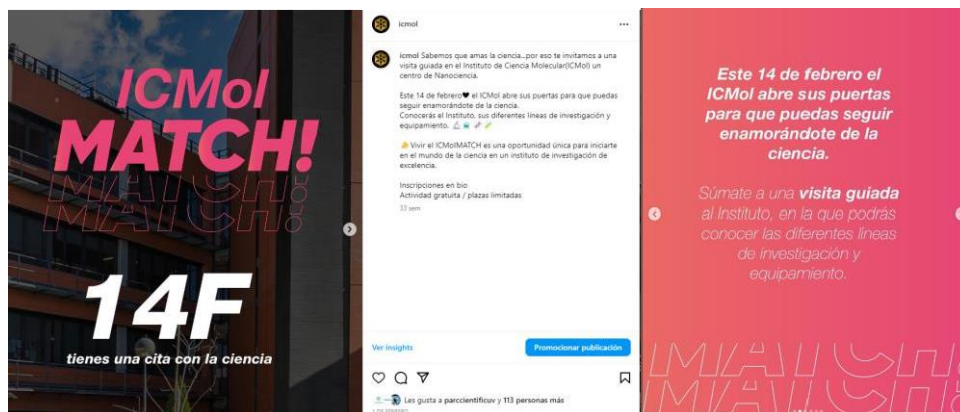 ICMol
MATCH!
MATCH!
MATCH!
14F
tienes una cita con la ciencia
icmol
icmol Sabemos que amas la ciencia...por eso te invitamos a una
visita guiada en el Instituto de Ciencia Molecular(ICMol) un
centro de Nanociencia.
Este 14 de febrero🖤 el ICMol abre sus puertas para que puedas
seguir enamorándote de la ciencia.
Conocerás el Instituto, sus diferentes líneas de investigación y
equipamiento.
Vivir el ICMolMATCH es una oportunidad única para iniciarte
en el mundo de la ciencia en un instituto de investigación de
excelencia.
Inscripciones en bio
Actividad gratuita / plazas limitadas
33 sem
Ver insights
Promocionar publicación
Les gusta a parccientificuv y 113 personas más
Este 14 de febrero el
ICMol abre sus puertas
para que puedas seguir
enamorándote de la
ciencia.
Súmate a una visita guiada
al Instituto, en la que podrás
conocer las diferentes líneas
de investigación y
equipamiento.
MATCH!
MATCH!